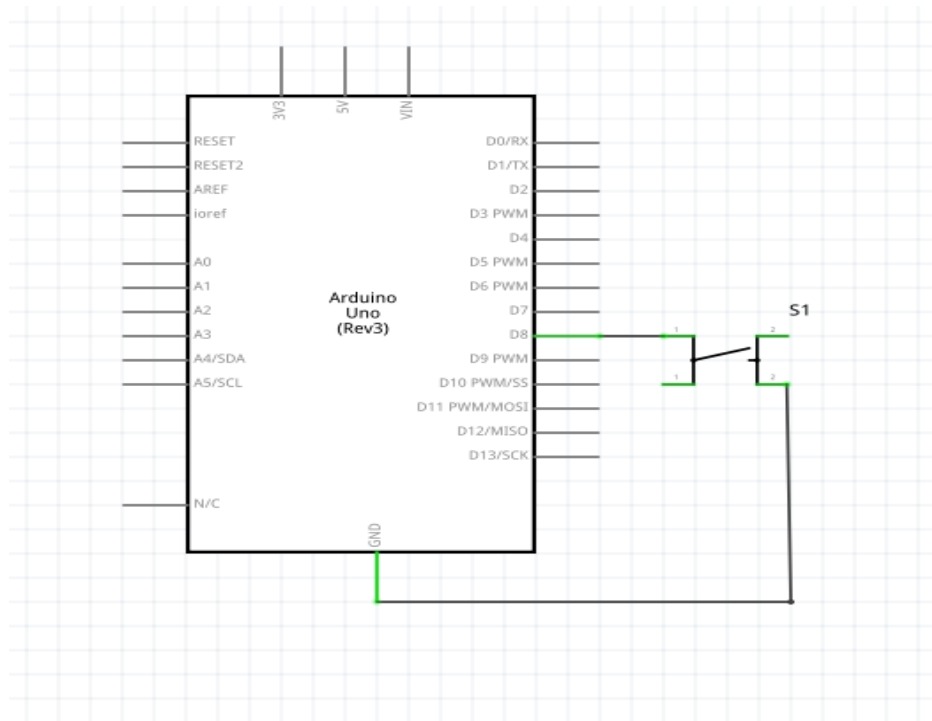 3V3 5V VIN
RESET D0/RX
RESET2 D1/TX
AREF D2
ioref D3 PWM
D4
A0 D5 PWM
A1 D6 PWM
Arduino
Uno
(Rev3)
A2 D7
S1
A3 D8
1 2
A4/SDA D9 PWM
A5/SCL D10 PWM/SS
1 2
D11 PWM/MOSI
D12/MISO
D13/SCK
N/C
GND